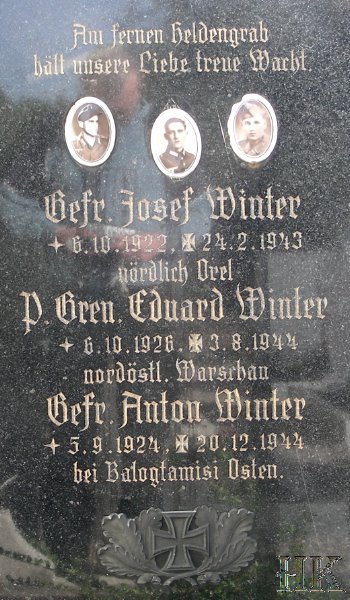 Am fernen Heldengrab
hält unsere Liebe treue Wacht.
Gefr. Josef Winter
6.10.1922, ✠ 24.2.1943
nördlich Orel
P. Gren. Eduard Winter
6.10.1926, ✠ 3.8.1944
nordöstl. Warschau
Gefr. Anton Winter
5.9.1924, ✠ 20.12.1944
bei Balogtamisi Osten.
HK